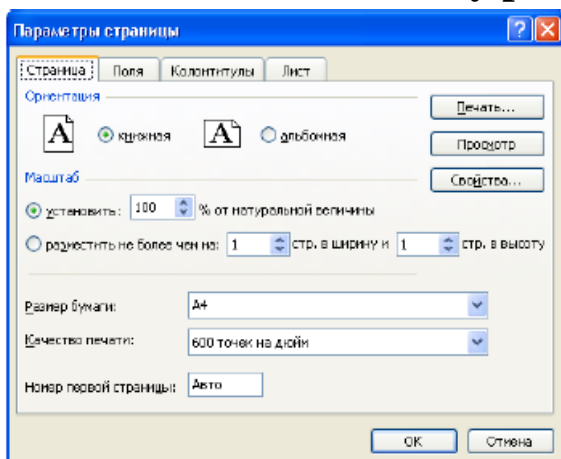 Параметры страницы
Страница Поля Колонтитулы Лист
Ориентация
A книжная A альбомная
Печать...
Просмотр
Масштаб
Свойства...
установить: 100 % от натуральной величины
разместить не более чем на: 1 стр. в ширину и 1 стр. в высоту
Размер бумаги: A4
Качество печати: 600 точек на дюйм
Номер первой страницы: Авто
ОК Отмена